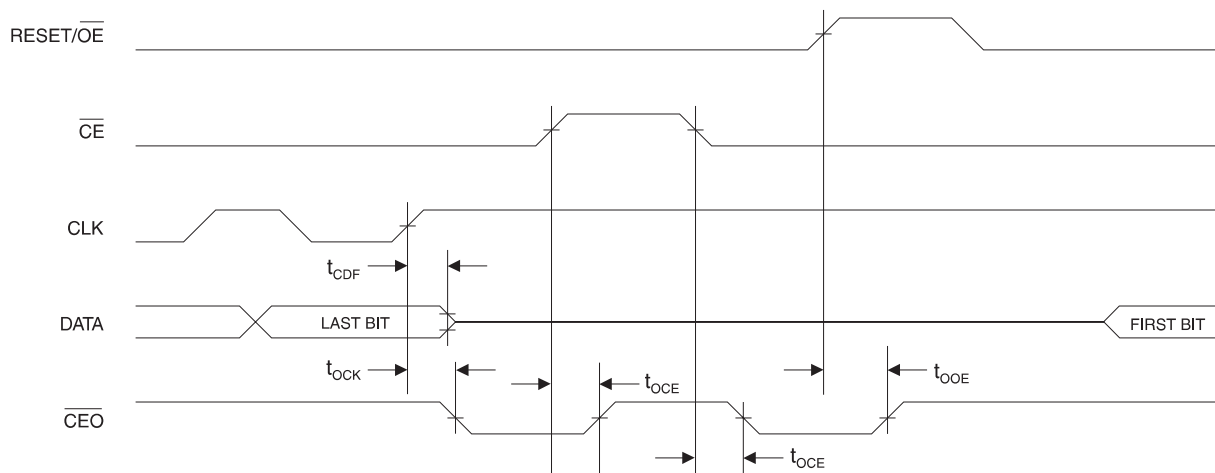 RESET/OE
CE
CLK
tCDF
DATA
LAST BIT
FIRST BIT
tOCK
tOCE
tOOE
CEO
tOCE